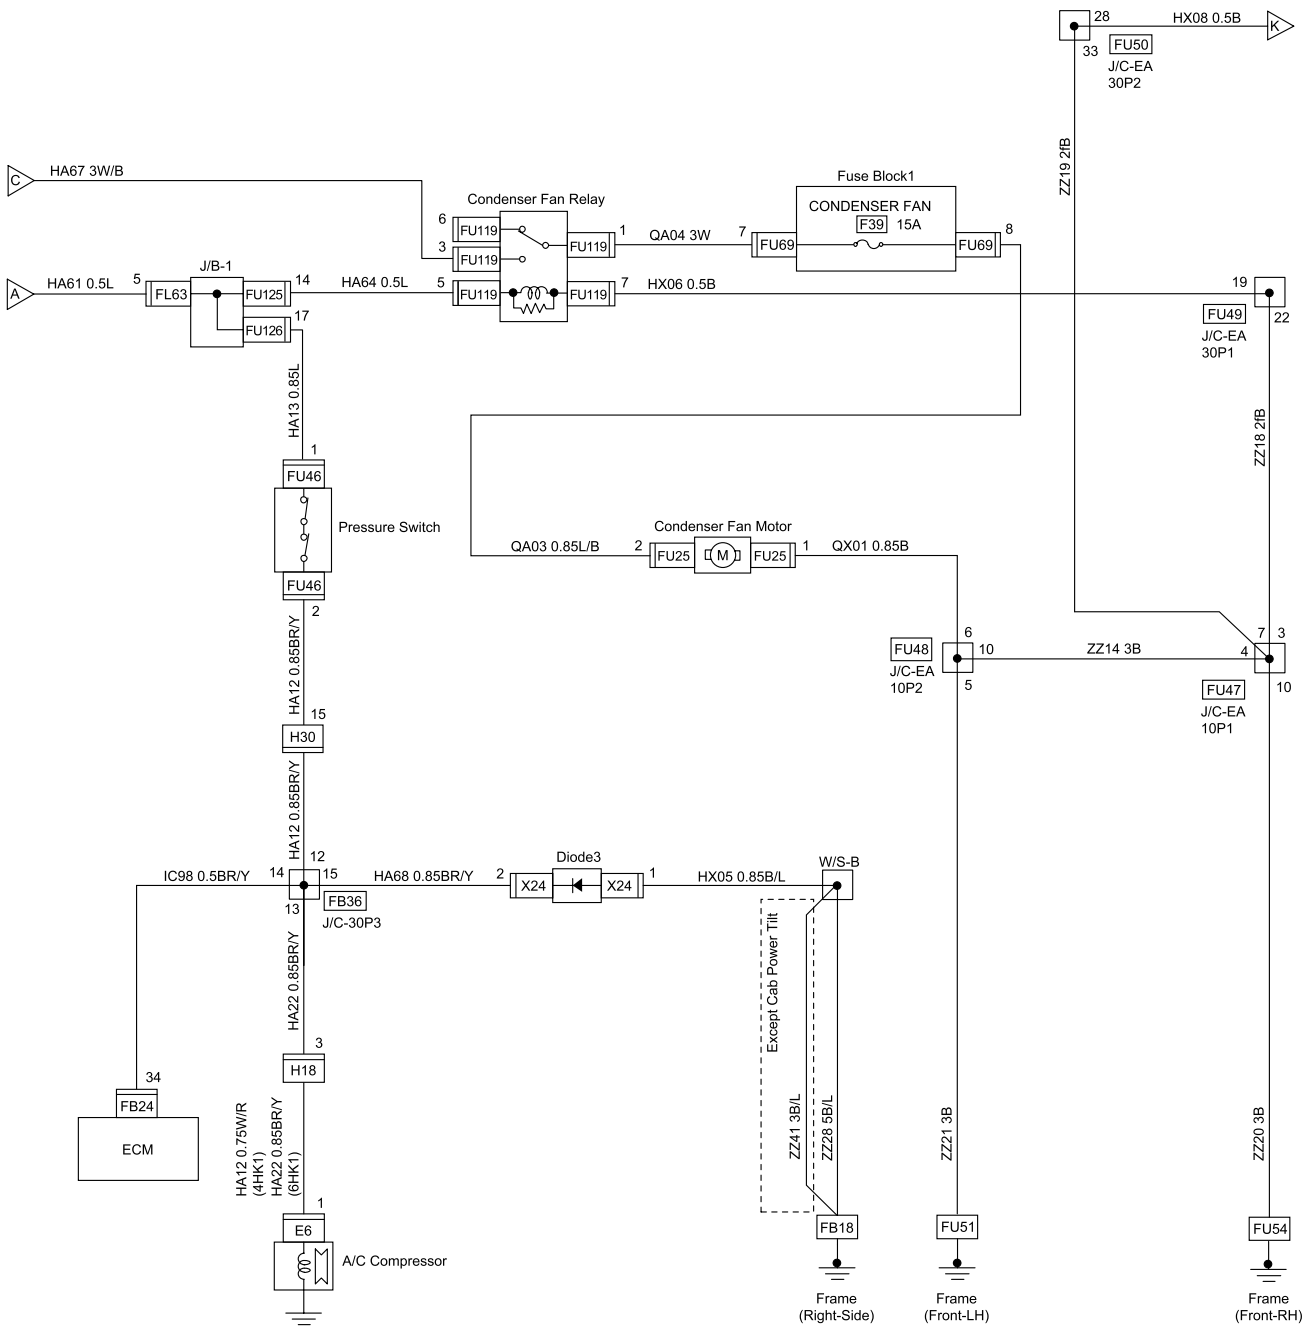 28
HX08 0.5B
K
33
FU50
J/C-EA
30P2
ZZ19 2fB
C
HA67 3W/B
Condenser Fan Relay
6
FU119
3
FU119
FU119
1
QA04 3W
Fuse Block1
CONDENSER FAN
F39 15A
7
FU69
FU69
8
A
HA61 0.5L
5
FL63
J/B-1
FU125
14
FU126
17
HA64 0.5L
5
FU119
FU119
7
HX06 0.5B
19
22
FU49
J/C-EA
30P1
HA13 0.85L
ZZ18 2fB
1
FU46
Pressure Switch
FU46
2
QA03 0.85L/B
Condenser Fan Motor
2
FU25
M
FU25
1
QX01 0.85B
HA12 0.85BR/Y
6
10
5
FU48
J/C-EA
10P2
ZZ14 3B
7
3
4
10
FU47
J/C-EA
10P1
15
H30
HA12 0.85BR/Y
12
14
15
13
IC98 0.5BR/Y
FB36
J/C-30P3
HA68 0.85BR/Y
Diode3
2
X24
X24
1
HX05 0.85B/L
W/S-B
Except Cab Power Tilt
HA22 0.85BR/Y
3
H18
34
FB24
ECM
HA12 0.75W/R
(4HK1)
HA22 0.85BR/Y
(6HK1)
ZZ41 3B/L
ZZ28 5B/L
ZZ21 3B
ZZ20 3B
1
E6
A/C Compressor
FB18
FU51
FU54
Frame
(Right-Side)
Frame
(Front-LH)
Frame
(Front-RH)